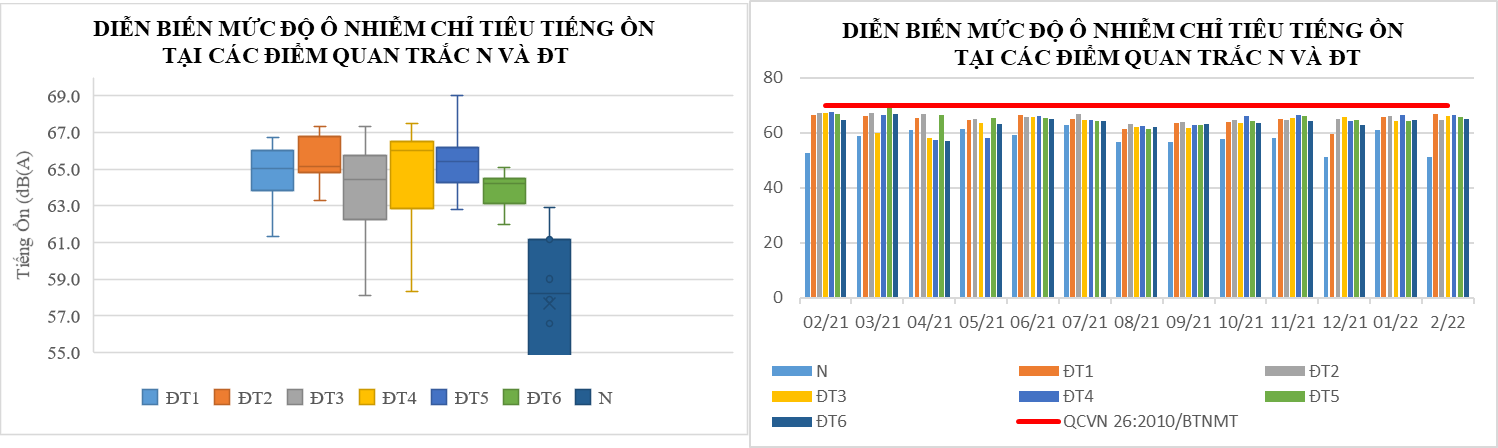 DIỄN BIẾN MỨC ĐỘ Ô NHIỄM CHỈ TIÊU TIẾNG ỒN
TẠI CÁC ĐIỂM QUAN TRẮC N VÀ ĐT
Tiếng Ồn (dB(A)
69.0
67.0
65.0
63.0
61.0
59.0
57.0
55.0
ĐT1 ĐT2 ĐT3 ĐT4 ĐT5 ĐT6 N
DIỄN BIẾN MỨC ĐỘ Ô NHIỄM CHỈ TIÊU TIẾNG ỒN
TẠI CÁC ĐIỂM QUAN TRẮC N VÀ ĐT
80
60
40
20
0
02/21 03/21 04/21 05/21 06/21 07/21 08/21 09/21 10/21 11/21 12/21 01/22 2/22
N ĐT1 ĐT2
ĐT3 ĐT4 ĐT5
ĐT6 QCVN 26:2010/BTNMT